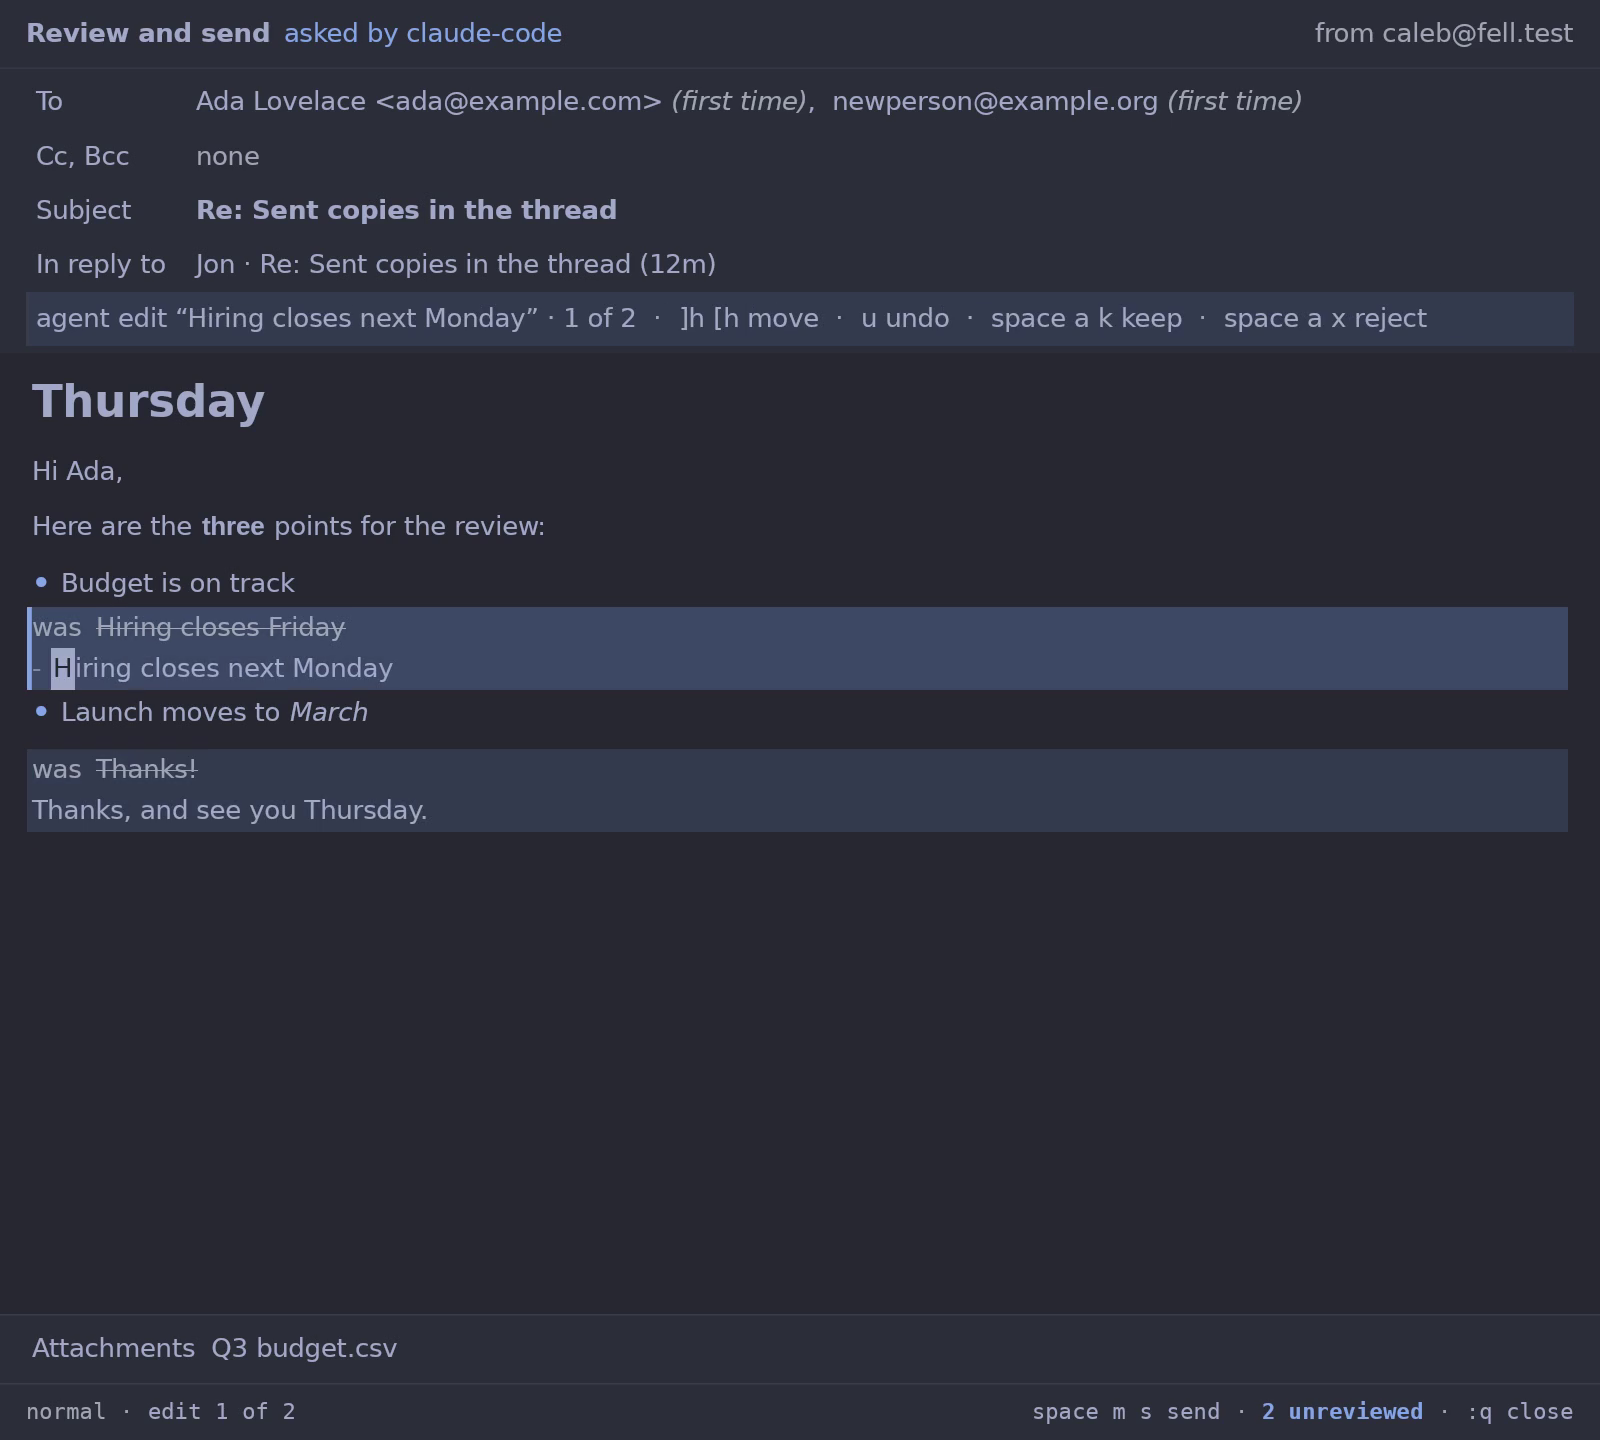 Review and send asked by claude-code from caleb@fell.test
To Ada Lovelace <ada@example.com> (first time), newperson@example.org (first time)
Cc, Bcc none
Subject Re: Sent copies in the thread
In reply to Jon · Re: Sent copies in the thread (12m)
agent edit “Hiring closes next Monday” · 1 of 2 · ]h [h move · u undo · space a k keep · space a x reject
Thursday
Hi Ada,
Here are the three points for the review:
• Budget is on track
was Hiring closes Friday
- Hiring closes next Monday
• Launch moves to March
was Thanks!
Thanks, and see you Thursday.
Attachments Q3 budget.csv
normal · edit 1 of 2 space m s send · 2 unreviewed · :q close